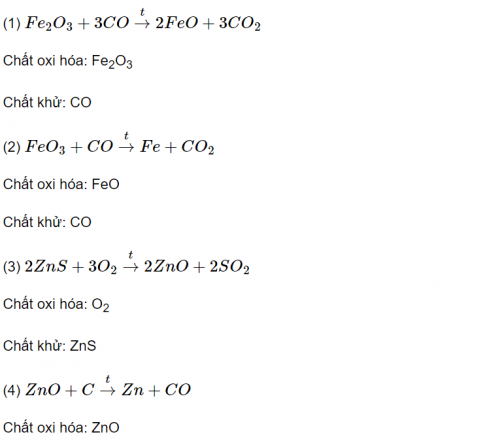 (1) Fe₂O₃ + 3CO →ᵗ 2FeO + 3CO₂
Chất oxi hóa: Fe₂O₃
Chất khử: CO
(2) FeO₃ + CO →ᵗ Fe + CO₂
Chất oxi hóa: FeO
Chất khử: CO
(3) 2ZnS + 3O₂ →ᵗ 2ZnO + 2SO₂
Chất oxi hóa: O₂
Chất khử: ZnS
(4) ZnO + C →ᵗ Zn + CO
Chất oxi hóa: ZnO